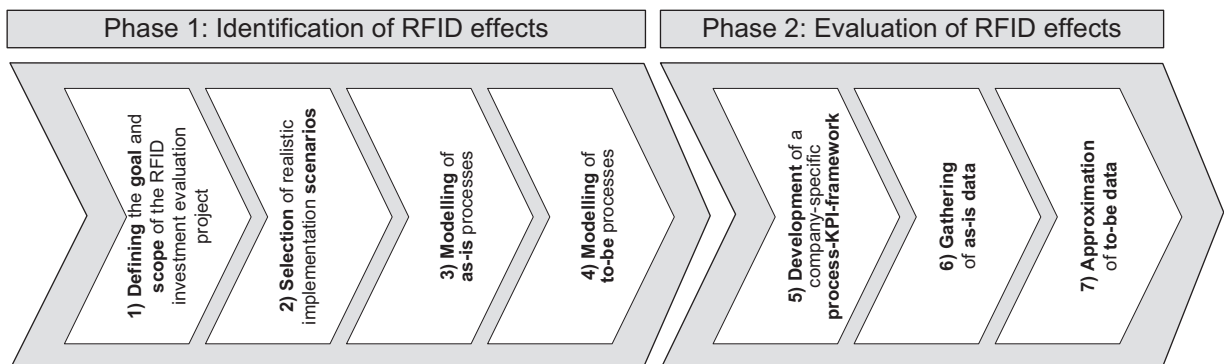 Phase 1: Identification of RFID effects
1) Defining the goal and
scope of the RFID
investment evaluation
project
2) Selection of realistic
implementation scenarios
3) Modelling of
as-is processes
4) Modelling of
to-be processes
Phase 2: Evaluation of RFID effects
5) Development of a
company-specific
process-KPI-framework
6) Gathering
of as-is data
7) Approximation
of to-be data